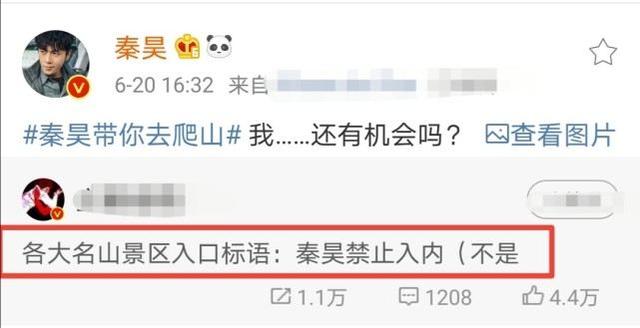 秦昊
6-20 16:32 来自
#秦昊带你去爬山# 我……还有机会吗？ 查看图片
各大名山景区入口标语：秦昊禁止入内（不是
1.1万 1208 4.4万